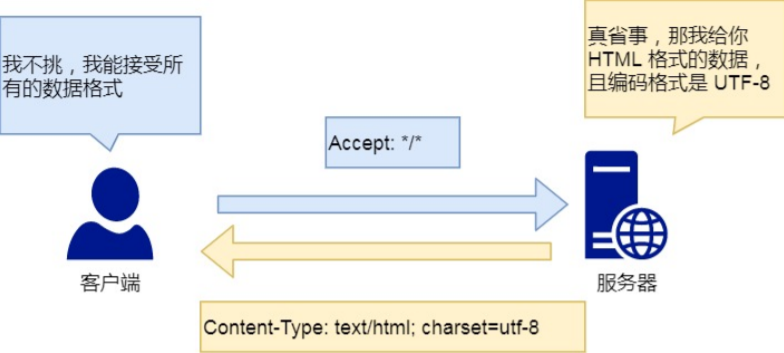 我不挑，我能接受所
有的数据格式
真省事，那我给你
HTML 格式的数据，
且编码格式是 UTF-8
Accept: */*
客户端
服务器
Content-Type: text/html; charset=utf-8